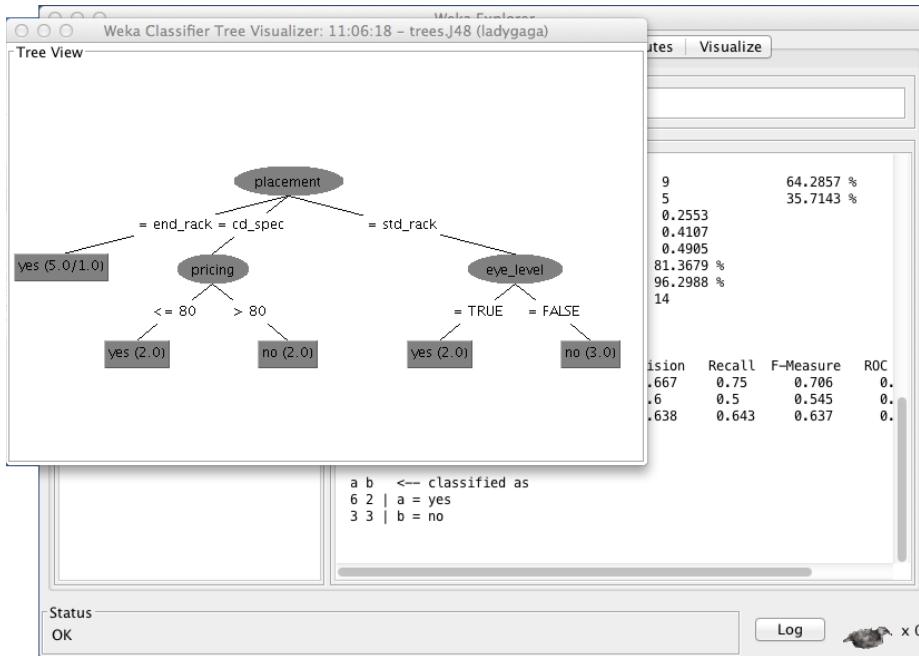 Weka Explorer
Weka Classifier Tree Visualizer: 11:06:18 – trees.J48 (ladygaga)
Visualize
Tree View
placement
= end_rack = cd_spec = std_rack
yes (5.0/1.0) pricing eye_level
<= 80 > 80 = TRUE = FALSE
yes (2.0) no (2.0) yes (2.0) no (3.0)
9 64.2857 %
5 35.7143 %
0.2553
0.4107
0.4905
81.3679 %
96.2988 %
14
Recall F-Measure ROC
.667 0.75 0.706 0.
.6 0.5 0.545 0.
.638 0.643 0.637 0.
a b <-- classified as
6 2 | a = yes
3 3 | b = no
Status
OK
Log
x 0